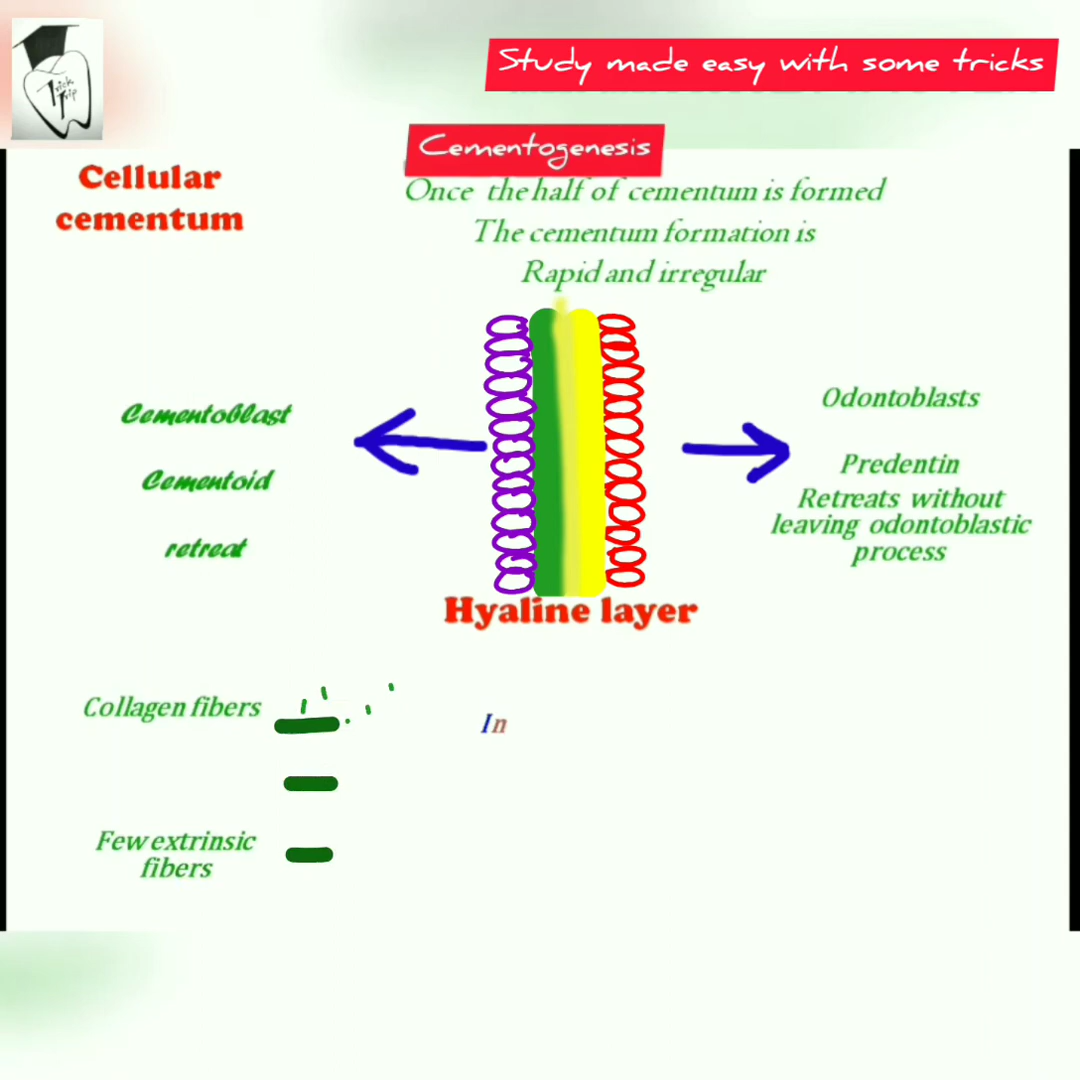 Trick
Trip
Study made easy with some tricks
Cementogenesis
Cellular
cementum
Once the half of cementum is formed
The cementum formation is
Rapid and irregular
Cementoblast
Cementoid
retreat
Odontoblasts
Predentin
Retreats without
leaving odontoblastic
process
Hyaline layer
Collagen fibers
In
Few extrinsic
fibers